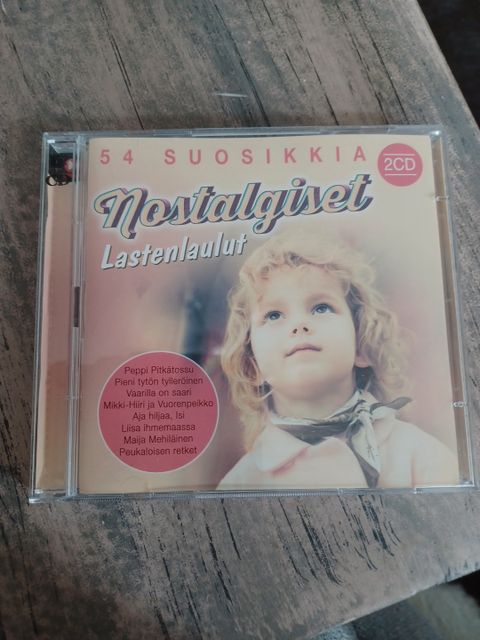 54 SUOSIKKIA
2CD
Nostalgiset
Lastenlaulut
Peppi Pitkätossu
Pieni tytön tylleröinen
Vaarilla on saari
Mikki-Hiiri ja Vuorenpeikko
Aja hiljaa, Isi
Liisa ihmemaassa
Maija Mehiläinen
Peukaloisen retket